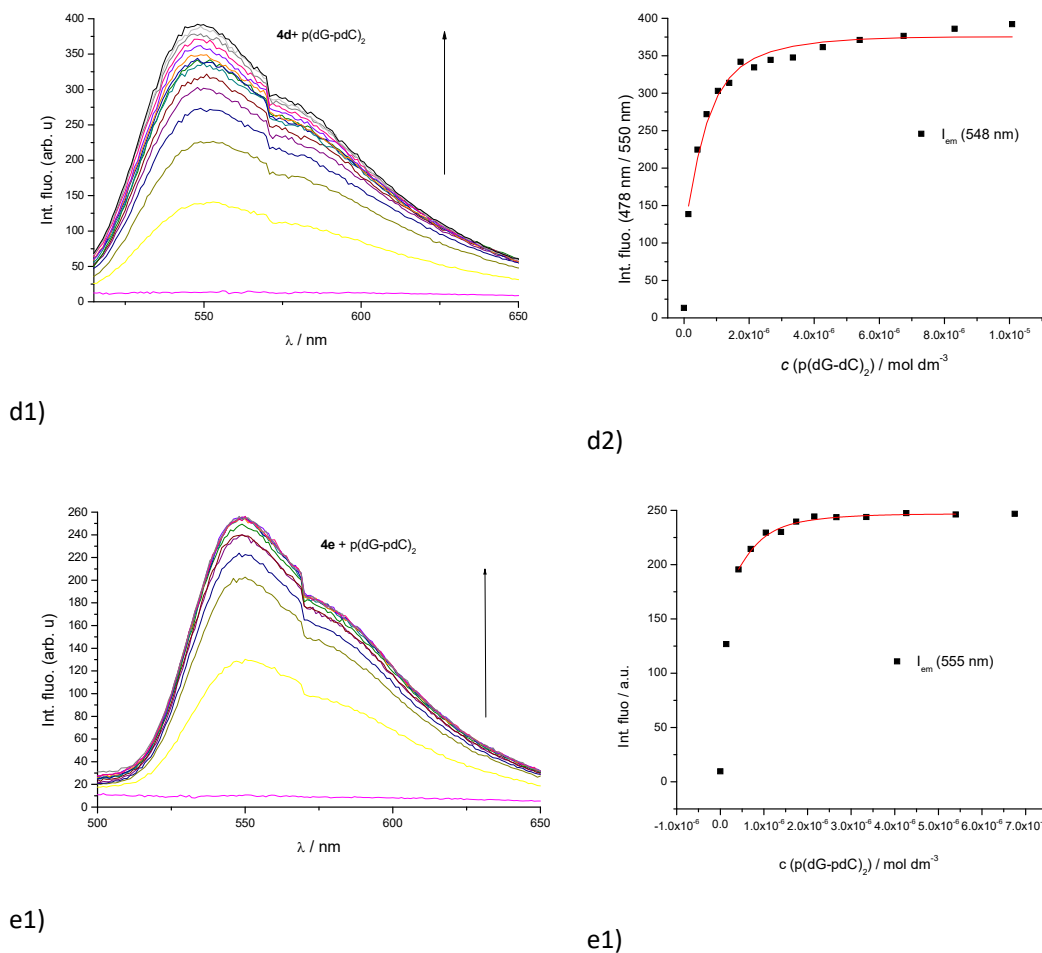 400
350
300
250
200
150
100
50
0
Int. fluo. (arb. u)
4d+ p(dG-pdC)2
550
600
650
λ / nm
d1)
400
350
300
250
200
150
100
50
0
Int. fluo. (478 nm / 550 nm)
I em (548 nm)
0.0
2.0x10-6
4.0x10-6
6.0x10-6
8.0x10-6
1.0x10-5
c (p(dG-dC)2) / mol dm-3
d2)
260
240
220
200
180
160
140
120
100
80
60
40
20
0
Int. fluo. (arb. u)
4e + p(dG-pdC)2
500
550
600
650
λ / nm
e1)
250
200
150
100
50
0
Int. fluo / a.u.
I em (555 nm)
-1.0x10-6
0.0
1.0x10-6
2.0x10-6
3.0x10-6
4.0x10-6
5.0x10-6
6.0x10-6
c (p(dG-pdC)2) / mol dm-3
e1)